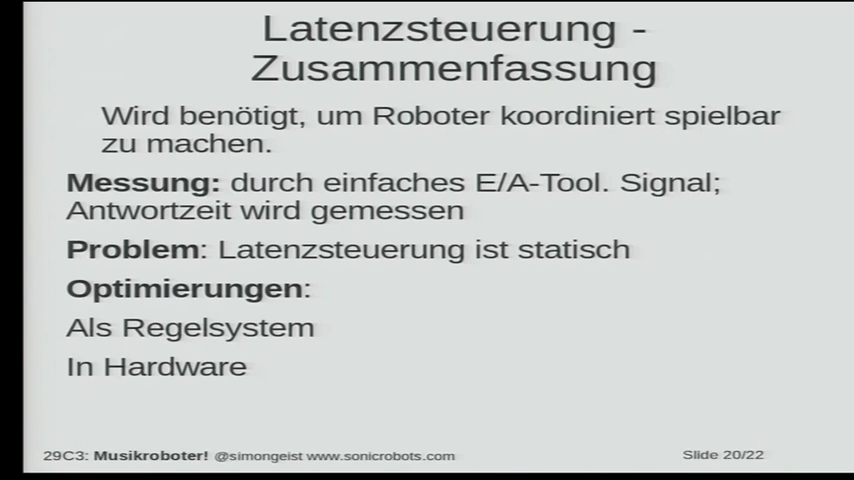 Latenzsteuerung -
Zusammenfassung
Wird benötigt, um Roboter koordiniert spielbar
zu machen.
Messung: durch einfaches E/A-Tool. Signal;
Antwortzeit wird gemessen
Problem: Latenzsteuerung ist statisch
Optimierungen:
Als Regelsystem
In Hardware
29C3: Musikroboter! @simongeist www.sonicrobots.com
Slide 20/22